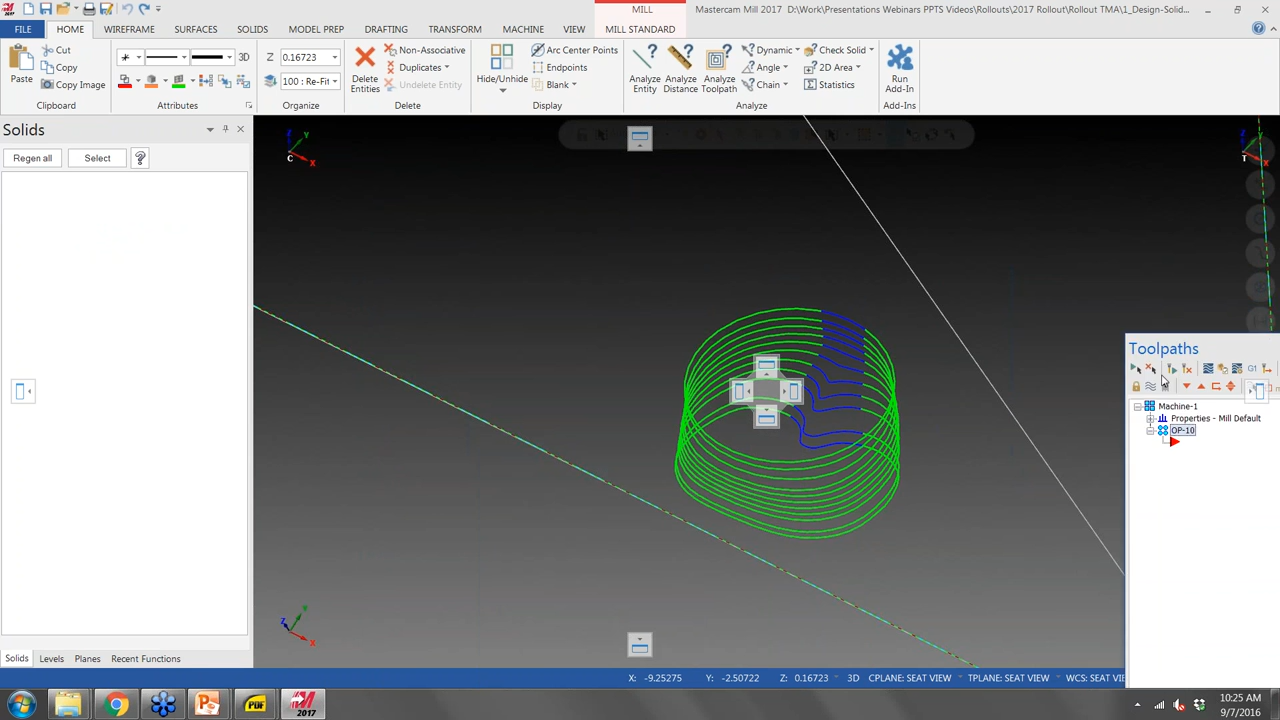 MILL
Mastercam Mill 2017 D:\Work\Presentations Webinars PPTS Videos\Rollouts\2017 Rollout\Rollout TMA\1_Design-Solid...
FILE HOME WIREFRAME SURFACES SOLIDS MODEL PREP DRAFTING TRANSFORM MACHINE VIEW MILL STANDARD
Paste
Cut
Copy
Copy Image
Clipboard
3D
Attributes
Z 0.16723
100 : Re-Fit
Organize
Delete
Entities
Non-Associative
Duplicates
Undelete Entity
Delete
Hide/Unhide
Arc Center Points
Endpoints
Blank
Display
Analyze
Entity
Analyze
Distance
Analyze
Toolpath
Dynamic
Angle
Chain
Check Solid
2D Area
Statistics
Analyze
Run
Add-In
Add-Ins
Solids
Regen all
Select
?
Z
Y
X
C
Z
Y
X
T
Toolpaths
G1
Machine-1
Properties - Mill Default
OP-10
Z
Y
X
Solids Levels Planes Recent Functions
X: -9.25275 Y: -2.50722 Z: 0.16723 3D CPLANE: SEAT VIEW TPLANE: SEAT VIEW WCS: SEAT VI
PDF
2017
10:25 AM
9/7/2016